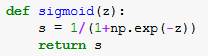 def sigmoid(z):
    s = 1/(1+np.exp(-z))
    return s